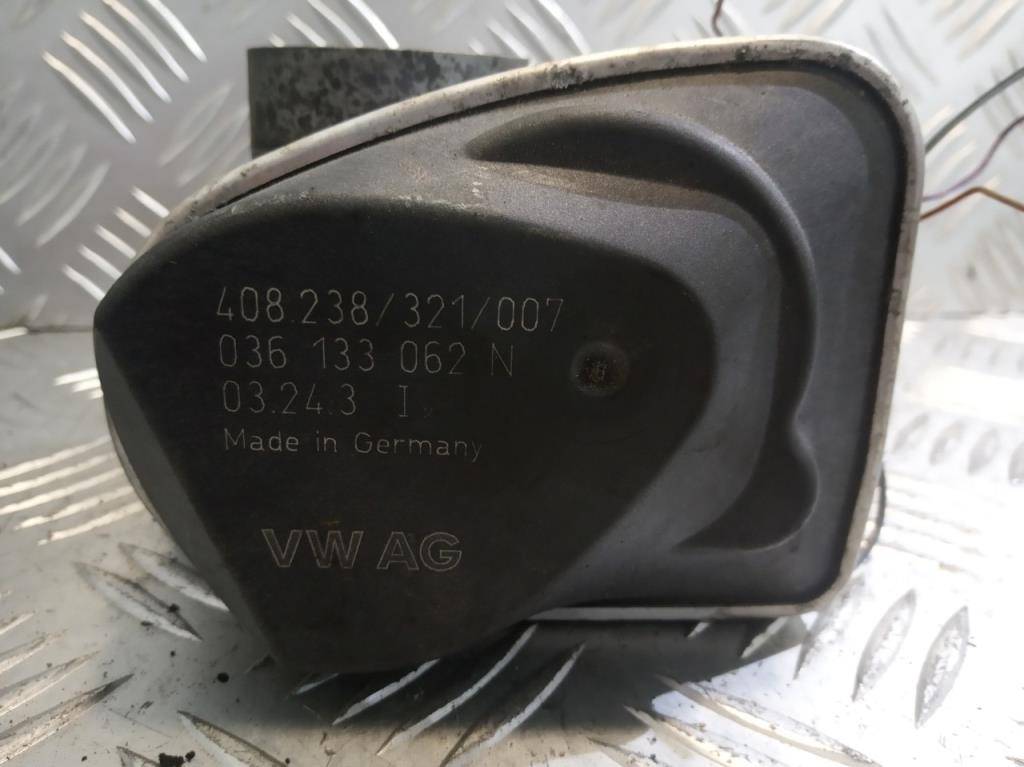 408.238/321/007
036 133 062 N
03.24.3 I
Made in Germany
VW AG